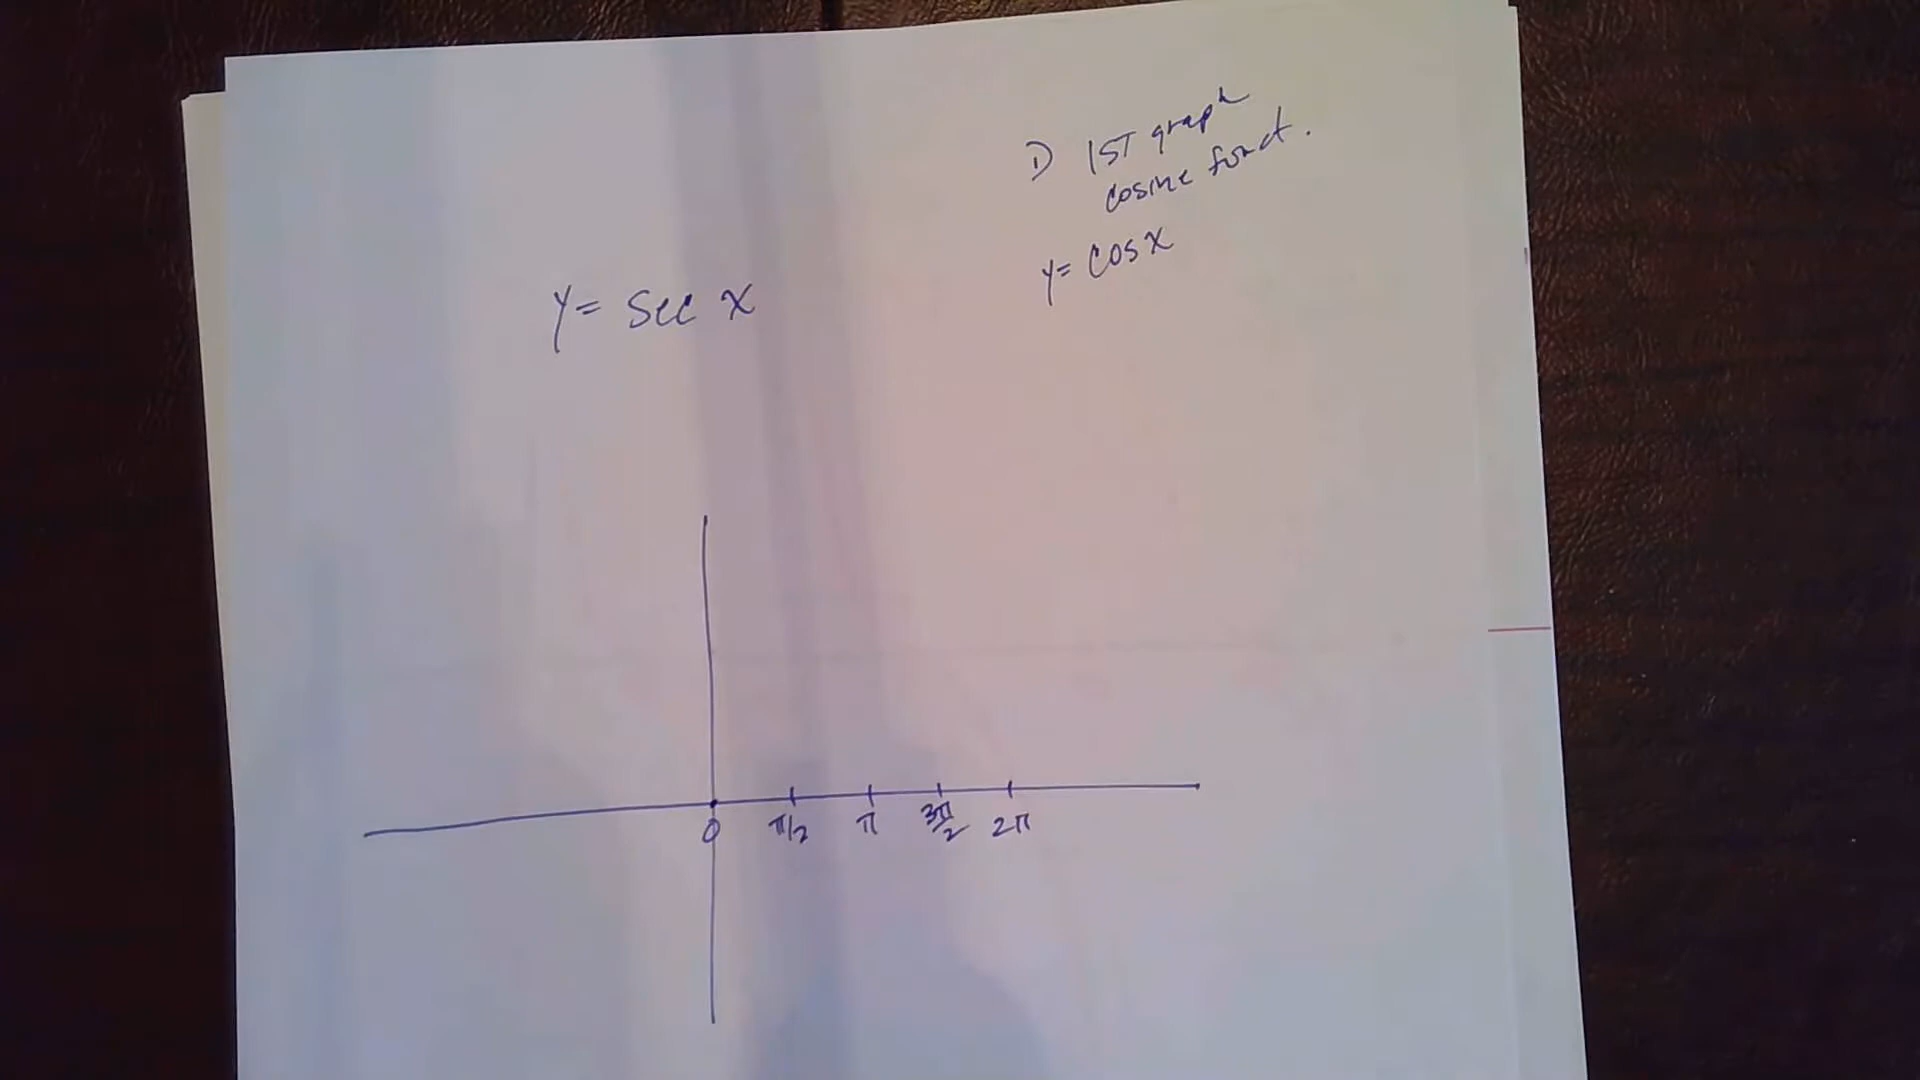 1) 1ST graph
cosine funct.
y= cos x
y= sec x
0 π/2 π 3π/2 2π